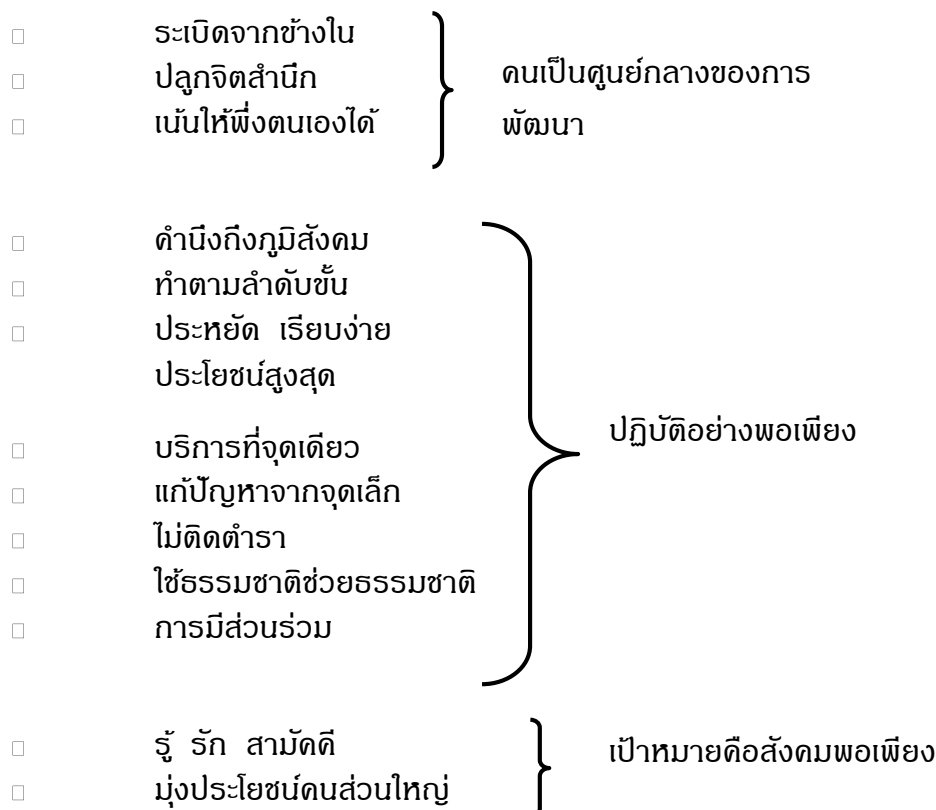 ระเบิดจากข้างใน
ปลูกจิตสำนึก
เน้นให้พึ่งตนเองได้
คนเป็นศูนย์กลางของการ
พัฒนา
คำนึงถึงภูมิสังคม
ทำตามลำดับขั้น
ประหยัด เรียบง่าย
ประโยชน์สูงสุด
บริการที่จุดเดียว
แก้ปัญหาจากจุดเล็ก
ไม่ติดตำรา
ใช้ธรรมชาติช่วยธรรมชาติ
การมีส่วนร่วม
ปฏิบัติอย่างพอเพียง
รู้ รัก สามัคคี
มุ่งประโยชน์คนส่วนใหญ่
เป้าหมายคือสังคมพอเพียง